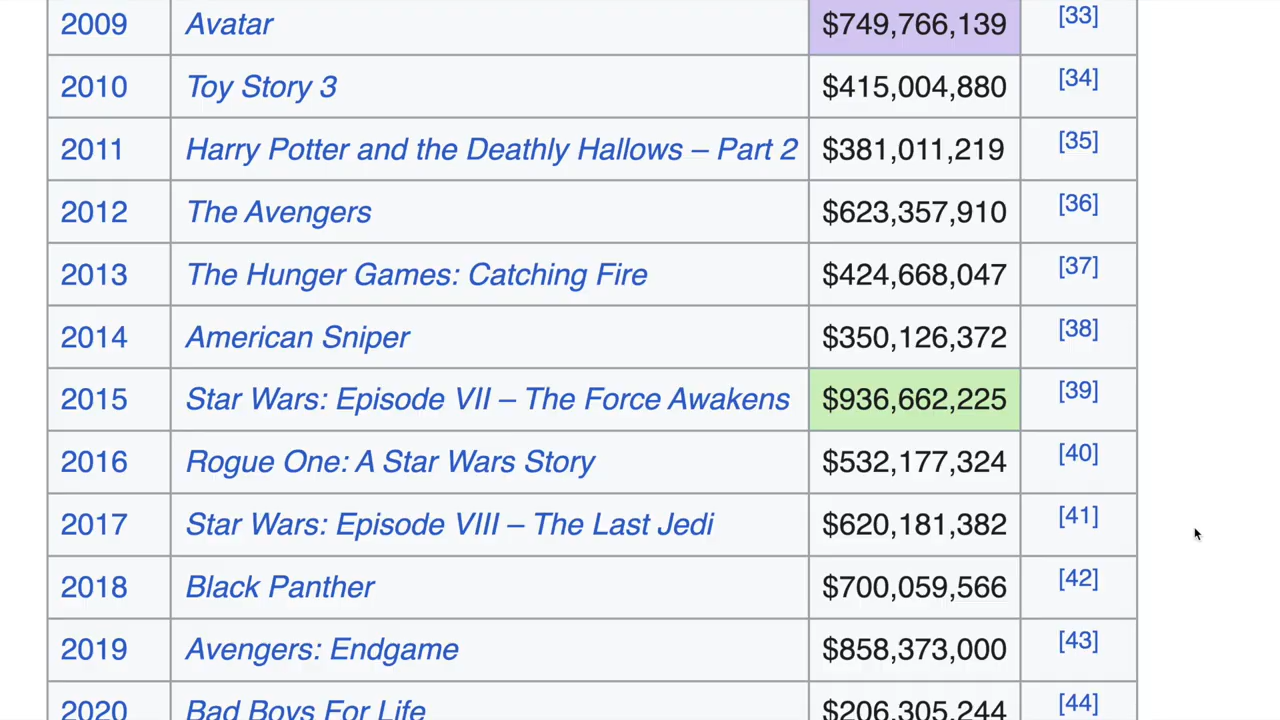 2009 Avatar $749,766,139 [33]
2010 Toy Story 3 $415,004,880 [34]
2011 Harry Potter and the Deathly Hallows – Part 2 $381,011,219 [35]
2012 The Avengers $623,357,910 [36]
2013 The Hunger Games: Catching Fire $424,668,047 [37]
2014 American Sniper $350,126,372 [38]
2015 Star Wars: Episode VII – The Force Awakens $936,662,225 [39]
2016 Rogue One: A Star Wars Story $532,177,324 [40]
2017 Star Wars: Episode VIII – The Last Jedi $620,181,382 [41]
2018 Black Panther $700,059,566 [42]
2019 Avengers: Endgame $858,373,000 [43]
2020 Bad Boys For Life $206,305,244 [44]